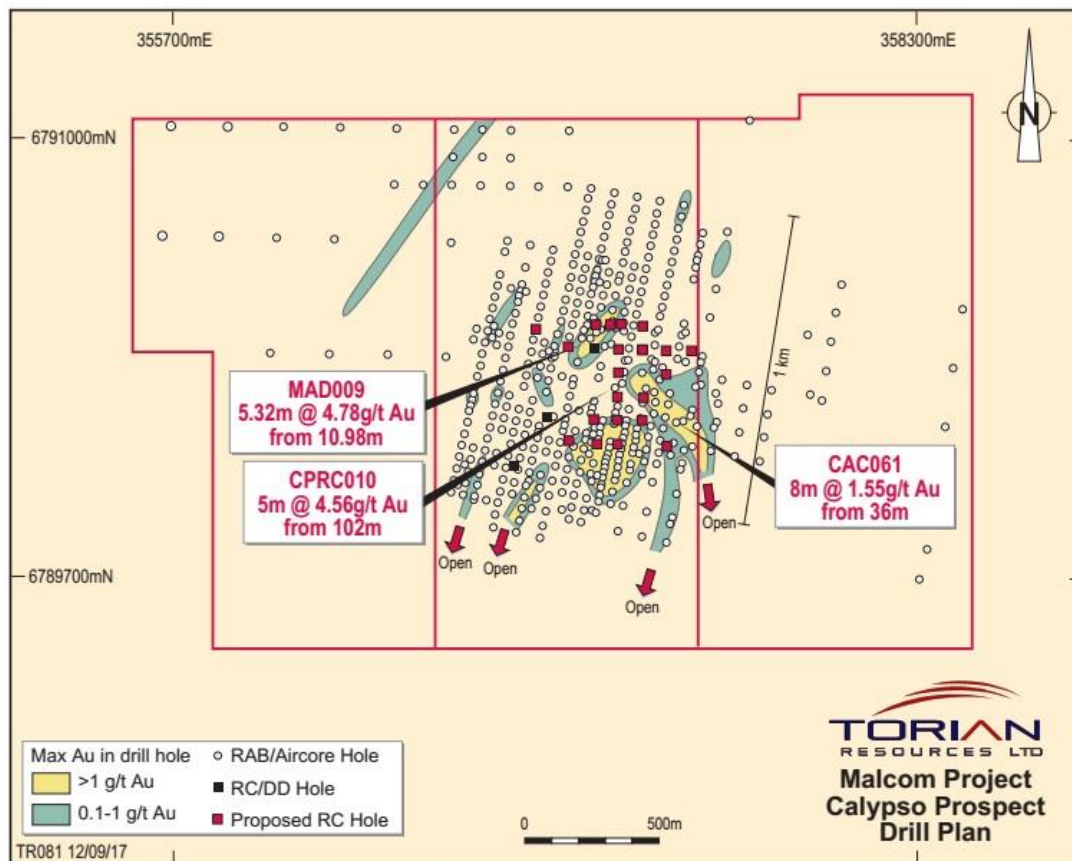 355700mE
358300mE
N
6791000mN
1 km
MAD009
5.32m @ 4.78g/t Au
from 10.98m
CPRC010
5m @ 4.56g/t Au
from 102m
CAC061
8m @ 1.55g/t Au
from 36m
Open
Open
Open
Open
6789700mN
Max Au in drill hole
>1 g/t Au
0.1-1 g/t Au
RAB/Aircore Hole
RC/DD Hole
Proposed RC Hole
0
500m
TORIAN
RESOURCES LTD
Malcom Project
Calypso Prospect
Drill Plan
TR081 12/09/17